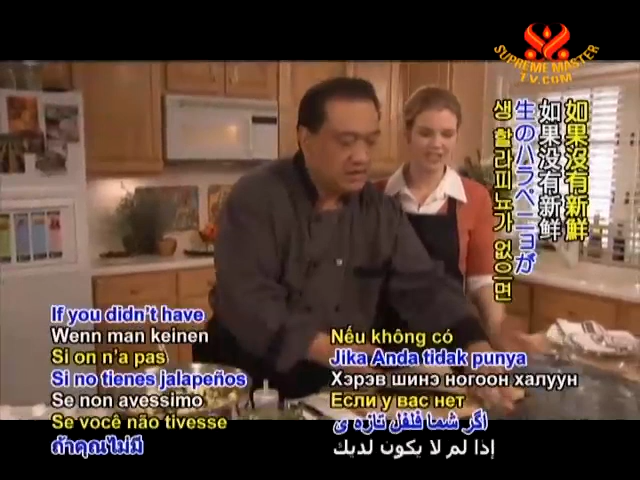 SUPREME MASTER
TV.COM
如果沒有新鮮
如果没有新鲜
生のハラペニョが
생 할라피뇨가 없으면
If you didn't have
Wenn man keinen
Si on n'a pas
Si no tienes jalapeños
Se non avessimo
Se você não tivesse
ถ้าคุณไม่มี
Nếu không có
Jika Anda tidak punya
Хэрэв шинэ ногоон халуун
Если у вас нет
اگر شما فلفل تازه ی
إذا لم لا يكون لديك